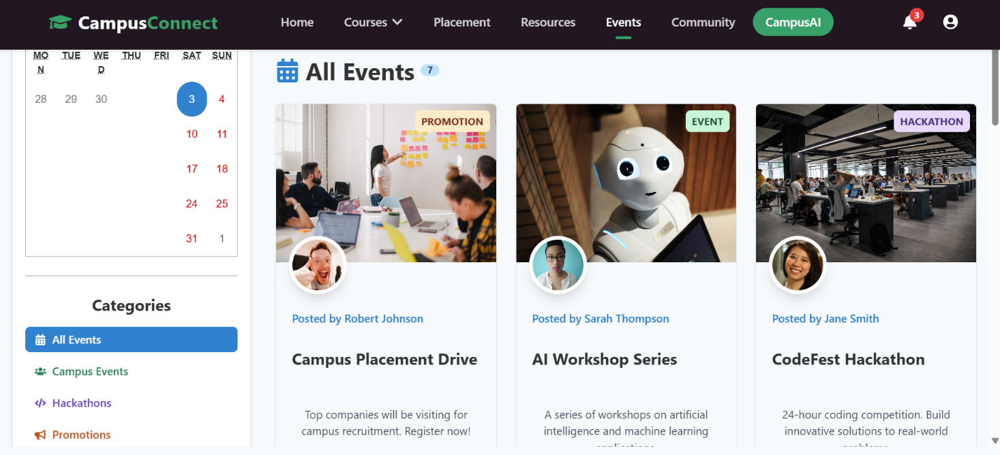 CampusConnect
Home
Courses
Placement
Resources
Events
Community
CampusAI
3
MO
N
TUE
WE
D
THU
FRI
SAT
SUN
28 29 30 3 4
10 11
17 18
24 25
31 1
Categories
All Events
Campus Events
Hackathons
Promotions
All Events 7
PROMOTION
Posted by Robert Johnson
Campus Placement Drive
Top companies will be visiting for
campus recruitment. Register now!
EVENT
Posted by Sarah Thompson
AI Workshop Series
A series of workshops on artificial
intelligence and machine learning
applications.
HACKATHON
Posted by Jane Smith
CodeFest Hackathon
24-hour coding competition. Build
innovative solutions to real-world
problems.